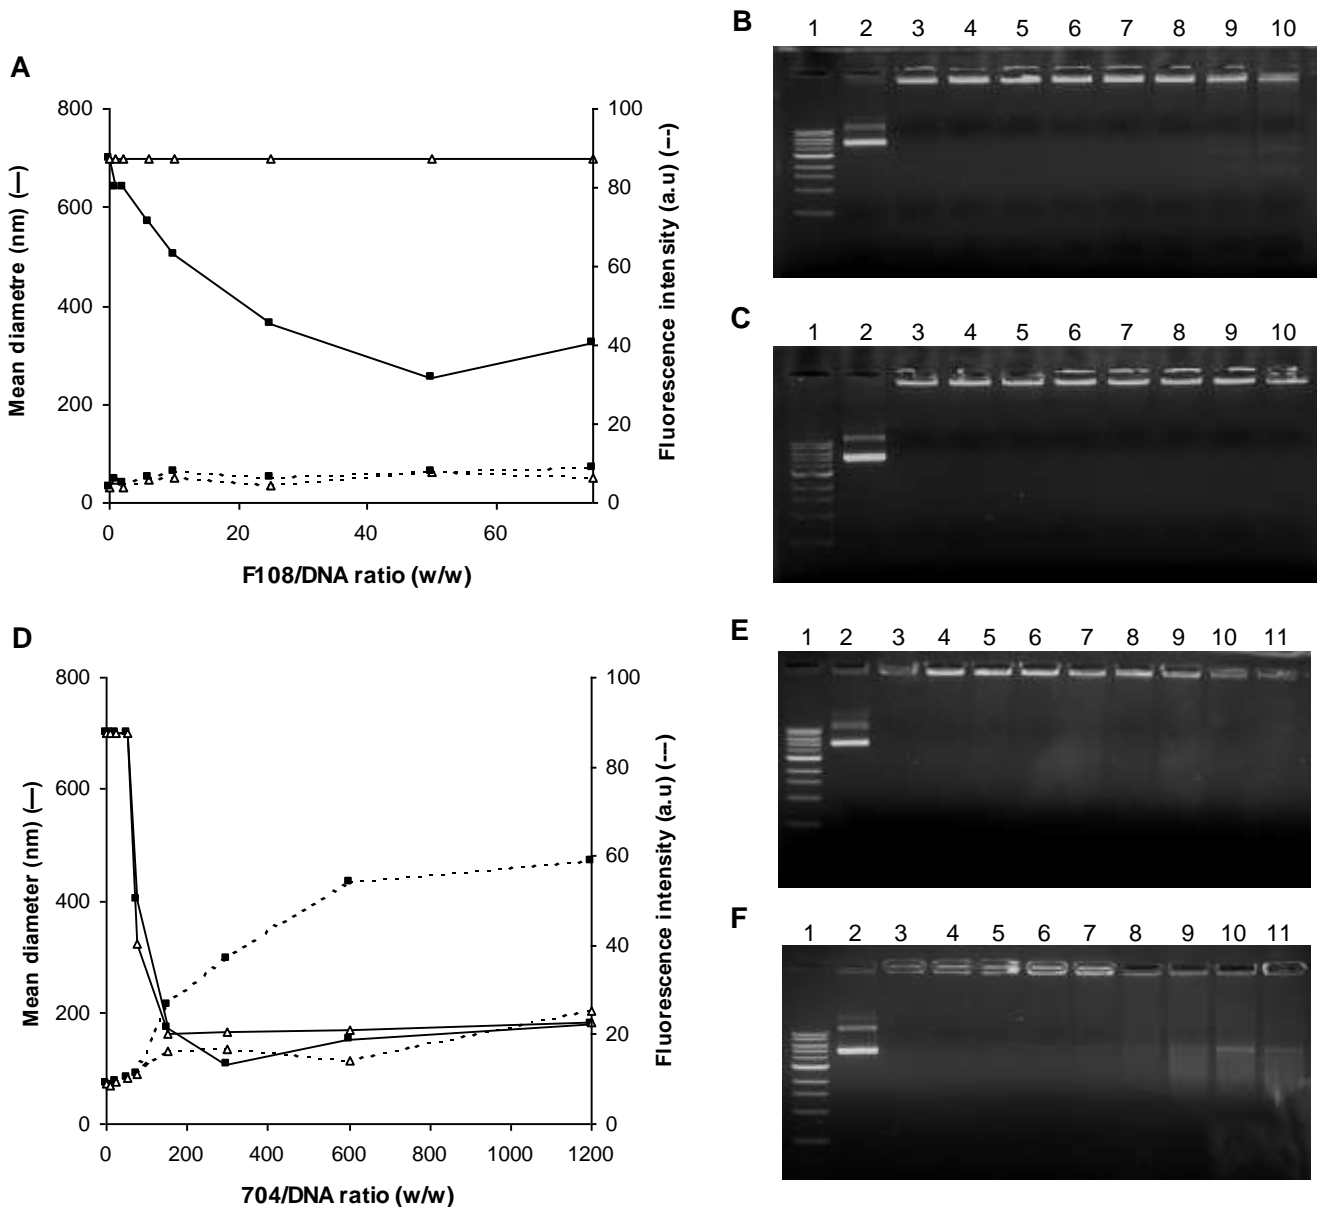 A
800
600
400
200
0
100
80
60
40
20
0
0 20 40 60
Mean diametre (nm) (—)
Fluorescence intensity (a.u) (---)
F108/DNA ratio (w/w)
B
1 2 3 4 5 6 7 8 9 10
C
1 2 3 4 5 6 7 8 9 10
D
800
600
400
200
0
100
80
60
40
20
0
0 200 400 600 800 1000 1200
Mean diameter (nm) (—)
Fluorescence intensity (a.u) (---)
704/DNA ratio (w/w)
E
1 2 3 4 5 6 7 8 9 10 11
F
1 2 3 4 5 6 7 8 9 10 11